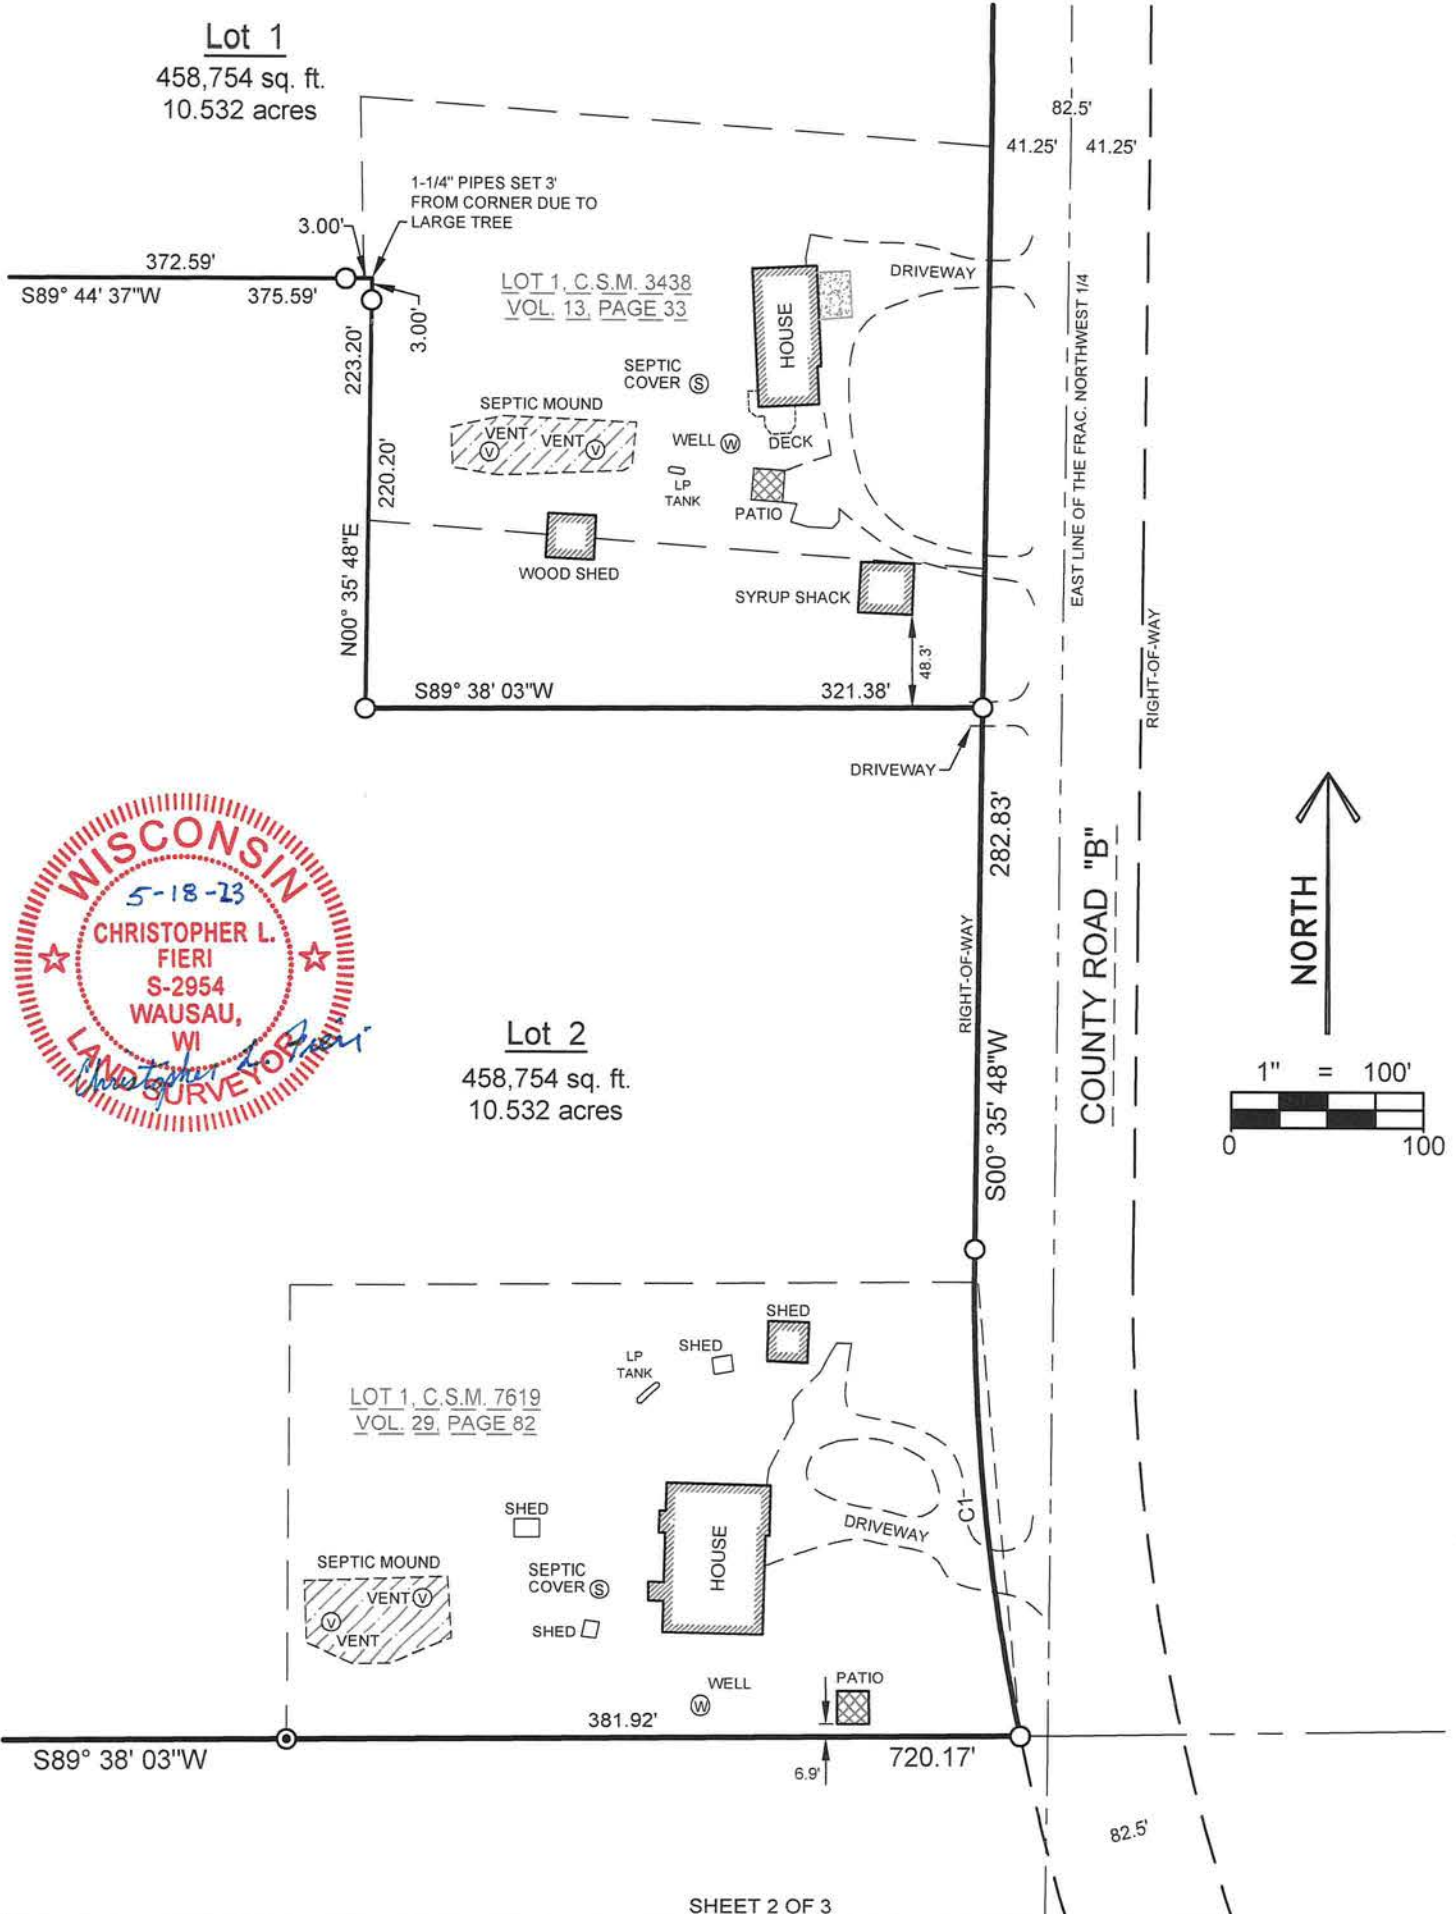 Lot 1
458,754 sq. ft.
10.532 acres
82.5'
41.25'
41.25'
1-1/4" PIPES SET 3'
FROM CORNER DUE TO
LARGE TREE
3.00'
372.59'
S89° 44' 37"W
375.59'
3.00'
223.20'
220.20'
N00° 35' 48"E
LOT 1, C.S.M. 3438
VOL. 13, PAGE 33
DRIVEWAY
HOUSE
SEPTIC
COVER
S
SEPTIC MOUND
VENT
VENT
V
V
WELL
W
DECK
LP
TANK
PATIO
WOOD SHED
SYRUP SHACK
48.3'
S89° 38' 03"W
321.38'
DRIVEWAY
EAST LINE OF THE FRAC. NORTHWEST 1/4
RIGHT-OF-WAY
282.83'
RIGHT-OF-WAY
S00° 35' 48"W
COUNTY ROAD "B"
NORTH
1" = 100'
0
100
WISCONSIN
5-18-23
CHRISTOPHER L.
FIERI
S-2954
WAUSAU,
WI
LAND SURVEYOR
Christopher L. Fieri
Lot 2
458,754 sq. ft.
10.532 acres
SHED
SHED
LP
TANK
LOT 1, C.S.M. 7619
VOL. 29, PAGE 82
C1
DRIVEWAY
SHED
HOUSE
SEPTIC MOUND
VENT
V
V
VENT
SEPTIC
COVER
S
SHED
WELL
W
PATIO
381.92'
S89° 38' 03"W
720.17'
6.9'
82.5'
SHEET 2 OF 3